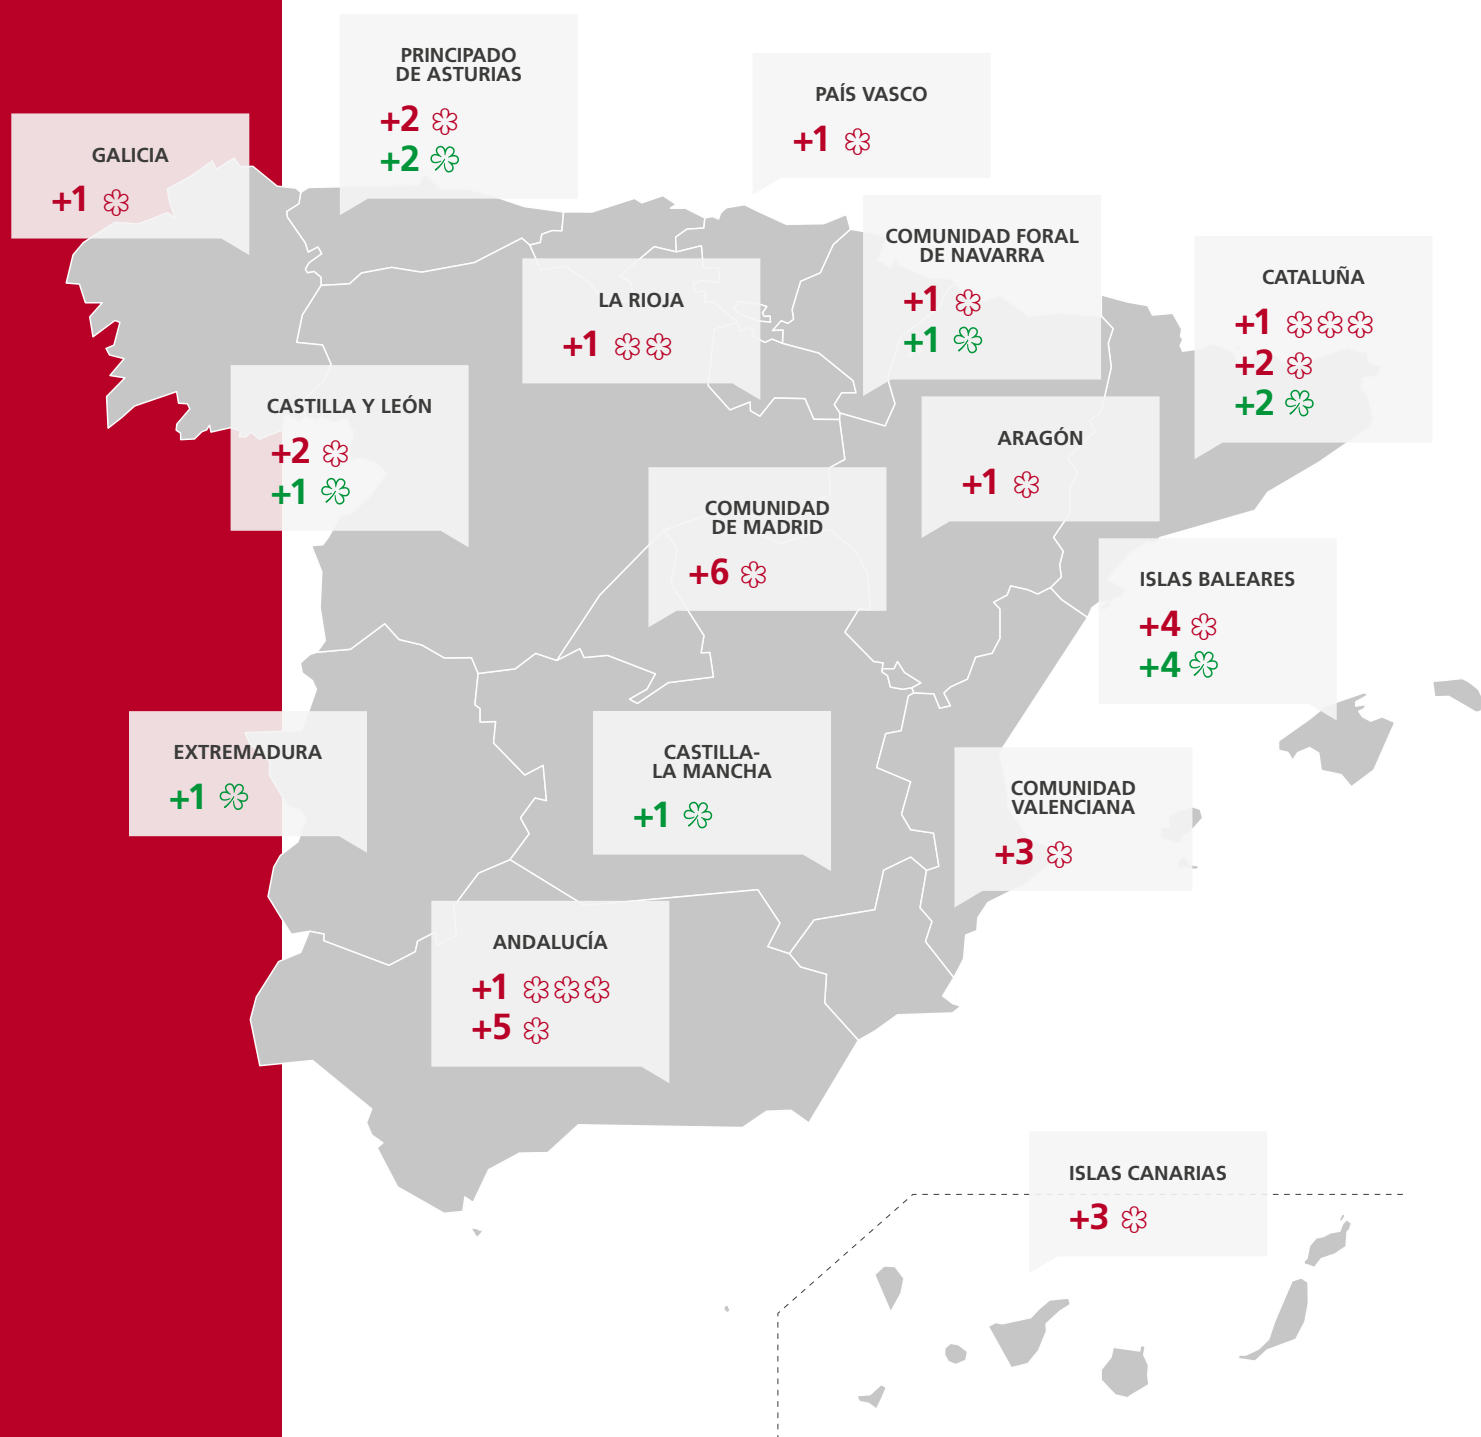 PRINCIPADO
DE ASTURIAS
+2
+2
PAÍS VASCO
+1
GALICIA
+1
COMUNIDAD FORAL
DE NAVARRA
+1
+1
CATALUÑA
+1
+2
+2
LA RIOJA
+1
CASTILLA Y LEÓN
+2
+1
ARAGÓN
+1
COMUNIDAD
DE MADRID
+6
ISLAS BALEARES
+4
+4
EXTREMADURA
+1
CASTILLA-
LA MANCHA
+1
COMUNIDAD
VALENCIANA
+3
ANDALUCÍA
+1
+5
ISLAS CANARIAS
+3